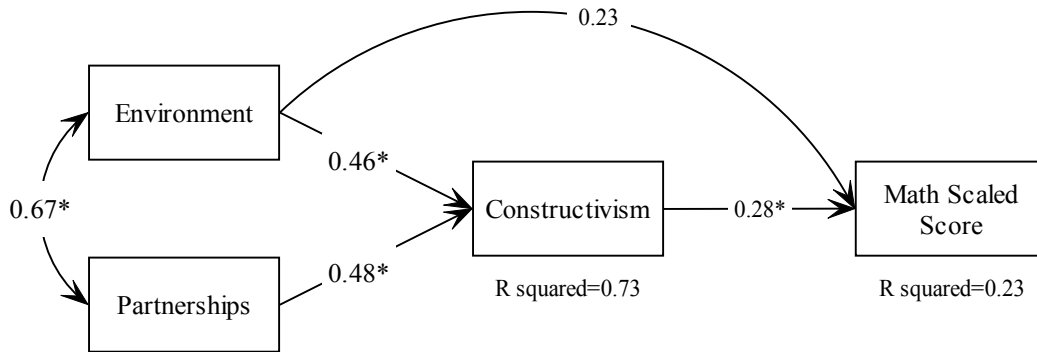 0.23
Environment
0.46*
0.67*
Constructivism
0.28*
Math Scaled
Score
0.48*
Partnerships
R squared=0.73
R squared=0.23